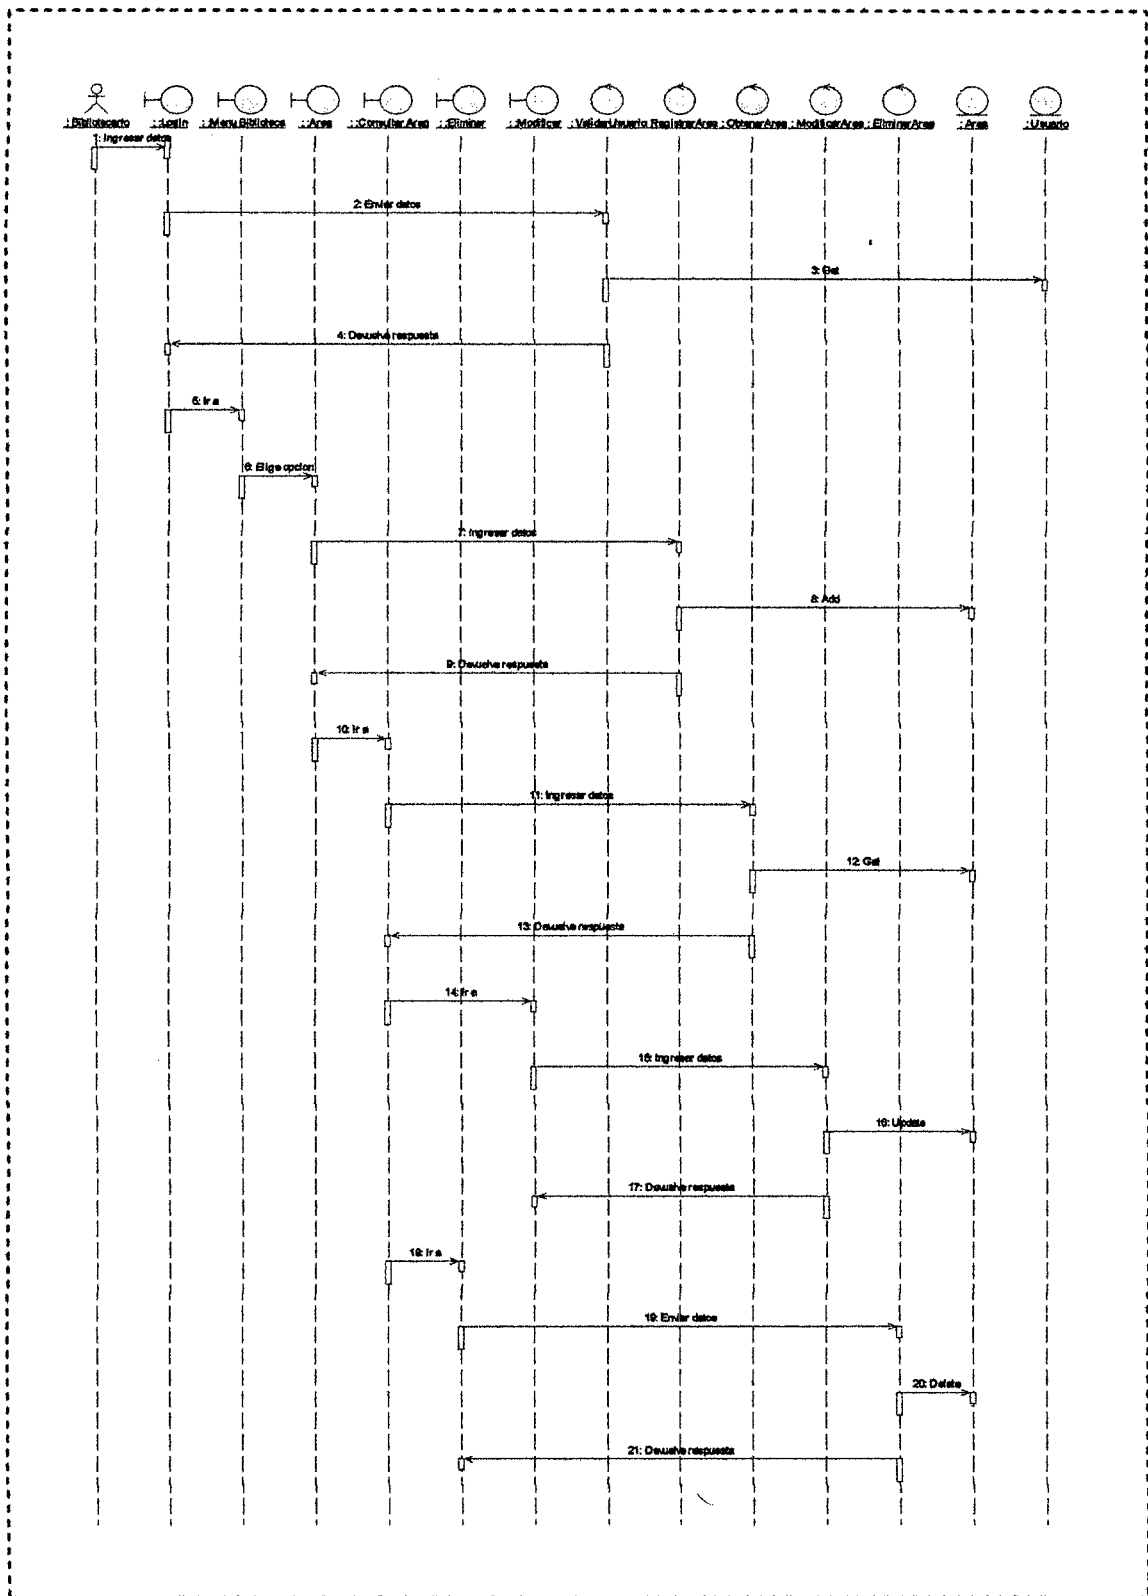 : Bibliotecario : Login : Menu Biblioteca : Area : Consultar Area : Eliminar : Modificar : ValidarUsuario RegistrarArea : ObtenerArea : ModificarArea : EliminarArea : Area : Usuario
1: Ingresar datos
2: Enviar datos
3: Get
4: Devuelve respuesta
5: Ir a
6: Elige opcion
7: Ingresar datos
8: Add
9: Devuelve respuesta
10: Ir a
11: Ingresar datos
12: Get
13: Devuelve respuesta
14: Ir a
15: Ingresar datos
16: Update
17: Devuelve respuesta
18: Ir a
19: Enviar datos
20: Delete
21: Devuelve respuesta